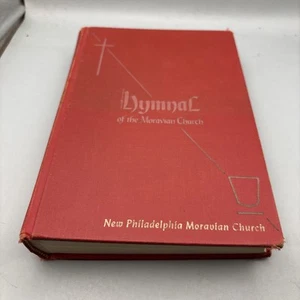 Hymnal
of the Moravian Church
New Philadelphia Moravian Church